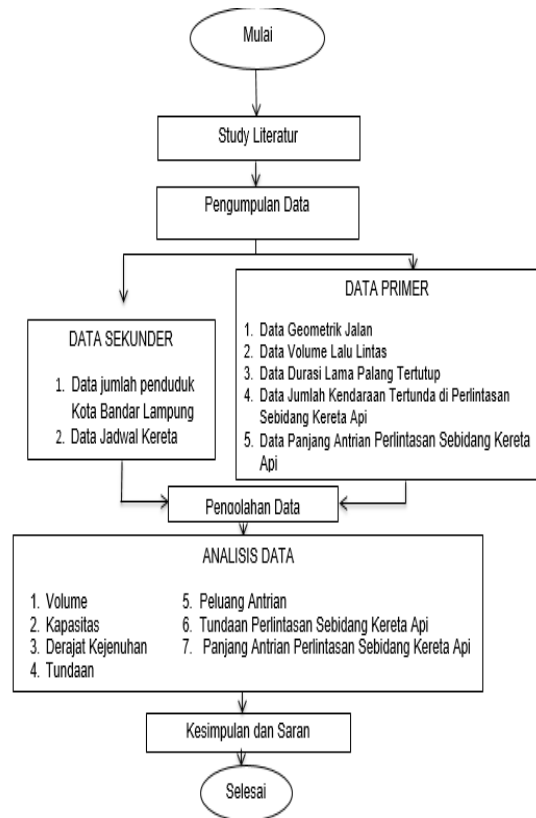 Mulai
Study Literatur
Pengumpulan Data
DATA SEKUNDER
1. Data jumlah penduduk
Kota Bandar Lampung
2. Data Jadwal Kereta
DATA PRIMER
1. Data Geometrik Jalan
2. Data Volume Lalu Lintas
3. Data Durasi Lama Palang Tertutup
4. Data Jumlah Kendaraan Tertunda di Perlintasan
Sebidang Kereta Api
5. Data Panjang Antrian Perlintasan Sebidang Kereta
Api
Pengolahan Data
ANALISIS DATA
1. Volume
2. Kapasitas
3. Derajat Kejenuhan
4. Tundaan
5. Peluang Antrian
6. Tundaan Perlintasan Sebidang Kereta Api
7. Panjang Antrian Perlintasan Sebidang Kereta Api
Kesimpulan dan Saran
Selesai